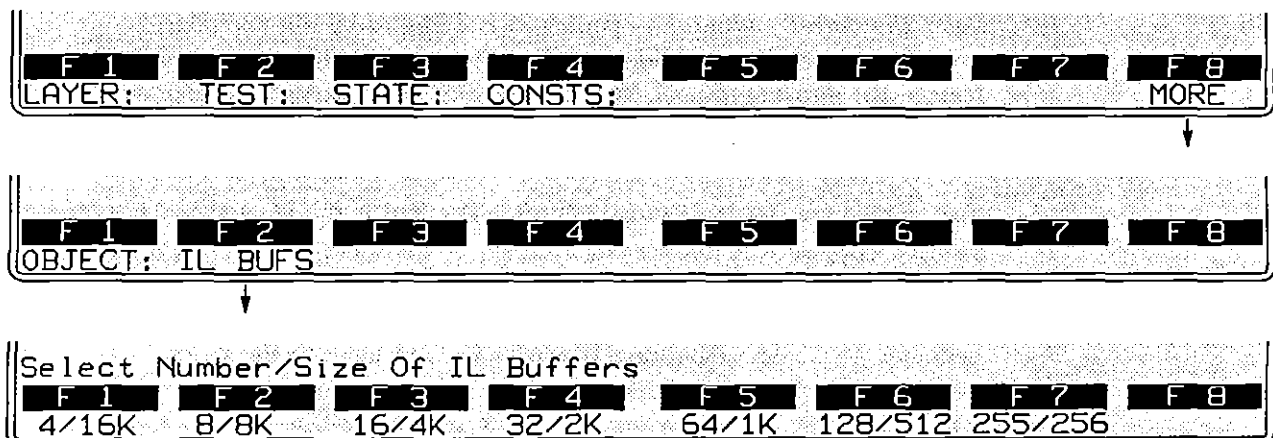 F 1 F 2 F 3 F 4 F 5 F 6 F 7 F 8
LAYER: TEST: STATE: CONSTS: MORE
F 1 F 2 F 3 F 4 F 5 F 6 F 7 F 8
OBJECT: IL BUFS
Select Number/Size Of IL Buffers
F 1 F 2 F 3 F 4 F 5 F 6 F 7 F 8
4/16K 8/8K 16/4K 32/2K 64/1K 128/512 255/256